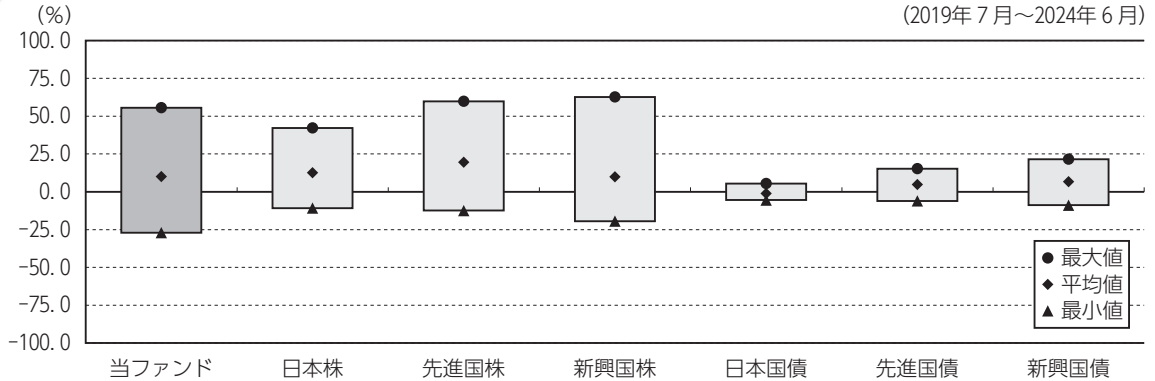 (%)
(2019年7月～2024年6月)
100.0
75.0
50.0
25.0
0.0
-25.0
-50.0
-75.0
-100.0
● 最大値
◆ 平均値
▲ 最小値
当ファンド 日本株 先進国株 新興国株 日本国債 先進国債 新興国債